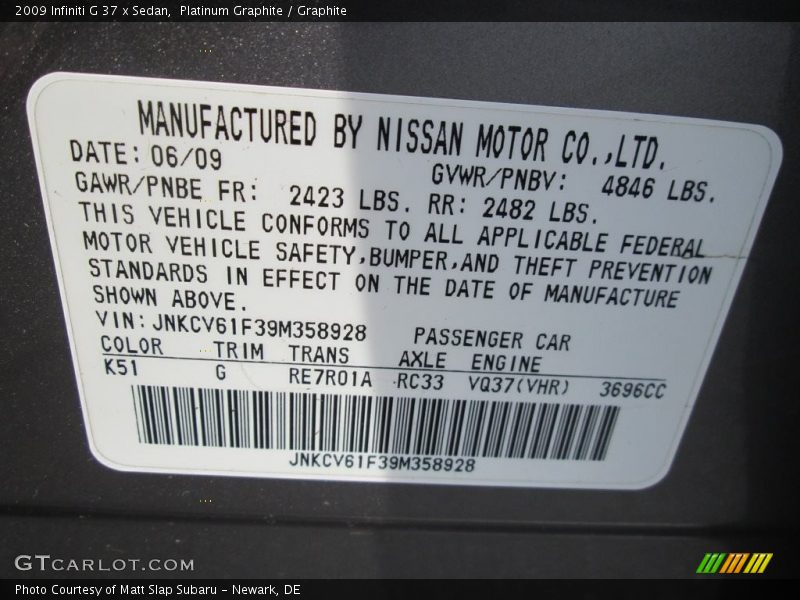 2009 Infiniti G 37 x Sedan, Platinum Graphite / Graphite
MANUFACTURED BY NISSAN MOTOR CO.,LTD.
DATE: 06/09 GVWR/PNBV: 4846 LBS.
GAWR/PNBE FR: 2423 LBS. RR: 2482 LBS.
THIS VEHICLE CONFORMS TO ALL APPLICABLE FEDERAL
MOTOR VEHICLE SAFETY,BUMPER,AND THEFT PREVENTION
STANDARDS IN EFFECT ON THE DATE OF MANUFACTURE
SHOWN ABOVE.
VIN: JNKCV61F39M358928 PASSENGER CAR
COLOR TRIM TRANS AXLE ENGINE
K51 G RE7R01A RC33 VQ37(VHR) 3696CC
JNKCV61F39M358928
GTCARLOT.COM
Photo Courtesy of Matt Slap Subaru - Newark, DE